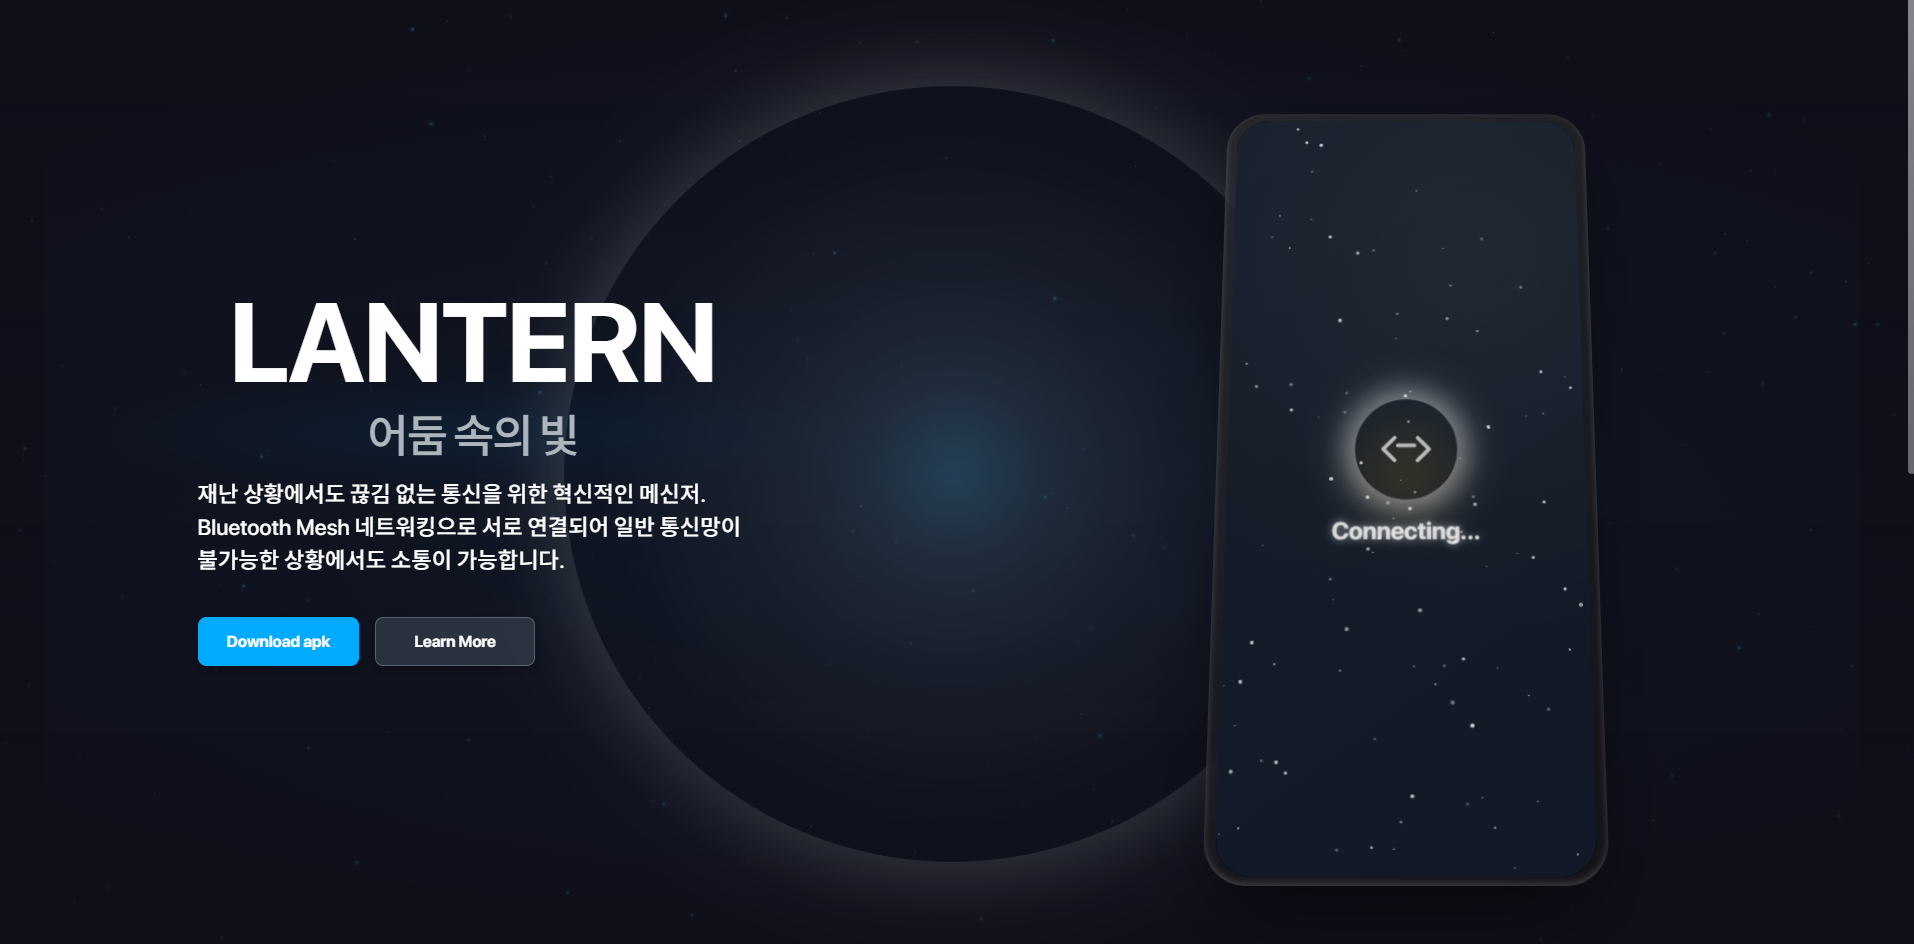 LANTERN
어둠 속의 빛
재난 상황에서도 끊김 없는 통신을 위한 혁신적인 메신저.
Bluetooth Mesh 네트워킹으로 서로 연결되어 일반 통신망이
불가능한 상황에서도 소통이 가능합니다.
Download apk
Learn More
Connecting...